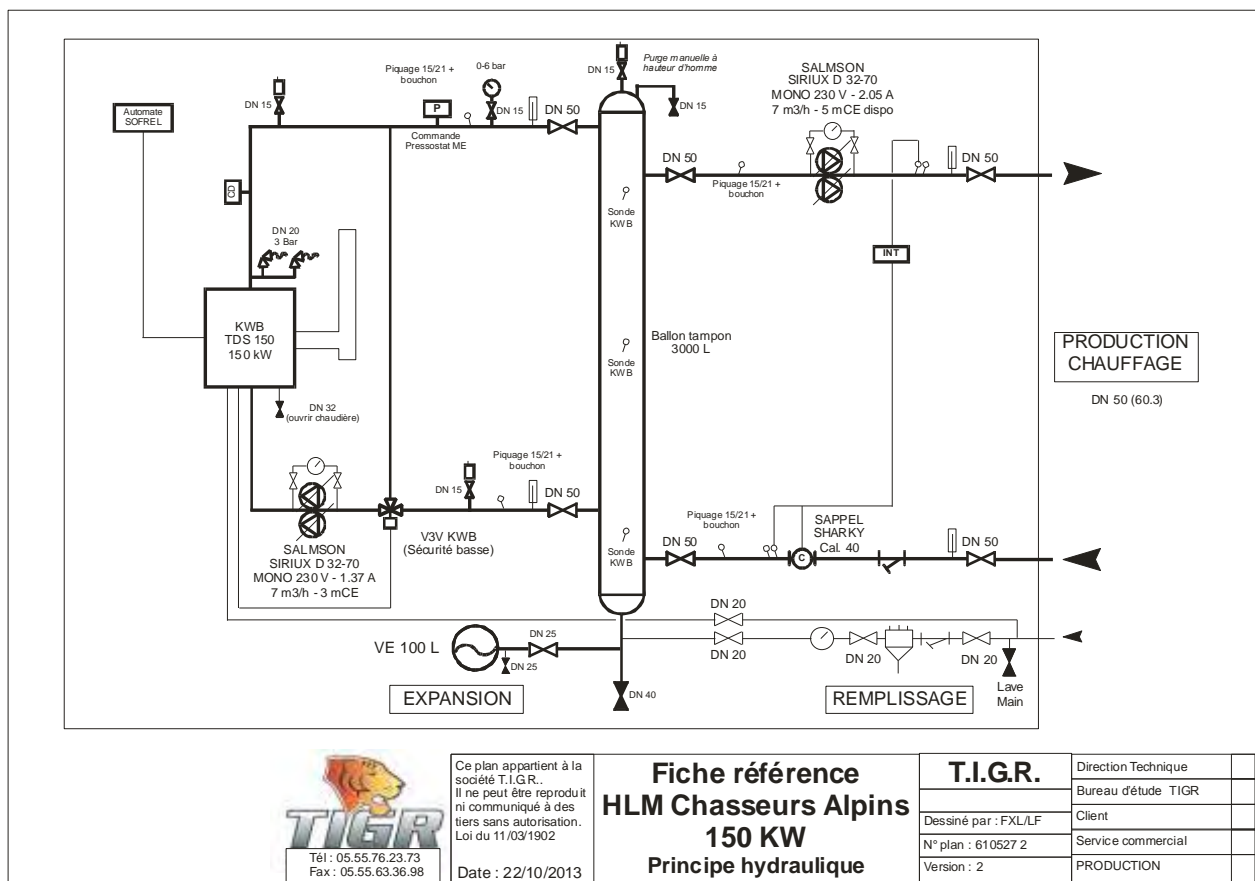 Purge manuelle à
hauteur d'homme
DN 15
DN 15
SALMSON
SIRIUX D 32-70
MONO 230 V - 2.05 A
7 m3/h - 5 mCE dispo
Piquage 15/21 +
bouchon
0-6 bar
DN 15
P
Commande
Pressostat ME
DN 15
DN 50
Automate
SOFREL
CD
DN 20
3 Bar
KWB
TDS 150
150 kW
DN 32
(ouvrir chaudière)
DN 50
Piquage 15/21 +
bouchon
DN 50
Sonde
KWB
INT
Sonde
KWB
Ballon tampon
3000 L
PRODUCTION
CHAUFFAGE
DN 50 (60.3)
Piquage 15/21 +
bouchon
DN 15
DN 50
V3V KWB
(Sécurité basse)
SALMSON
SIRIUX D 32-70
MONO 230 V - 1.37 A
7 m3/h - 3 mCE
Sonde
KWB
DN 50
Piquage 15/21 +
bouchon
C
SAPPEL
SHARKY
Cal. 40
DN 50
VE 100 L
DN 25
DN 25
EXPANSION
DN 40
DN 20
DN 20
DN 20
DN 20
REMPLISSAGE
Lave
Main
TIGR
Tél : 05.55.76.23.73
Fax : 05.55.63.36.98
Ce plan appartient à la
société T.I.G.R..
Il ne peut être reproduit
ni communiqué à des
tiers sans autorisation.
Loi du 11/03/1902
Date : 22/10/2013
Fiche référence
HLM Chasseurs Alpins
150 KW
Principe hydraulique
T.I.G.R.
Dessiné par : FXL/LF
N° plan : 610527 2
Version : 2
Direction Technique
Bureau d'étude TIGR
Client
Service commercial
PRODUCTION